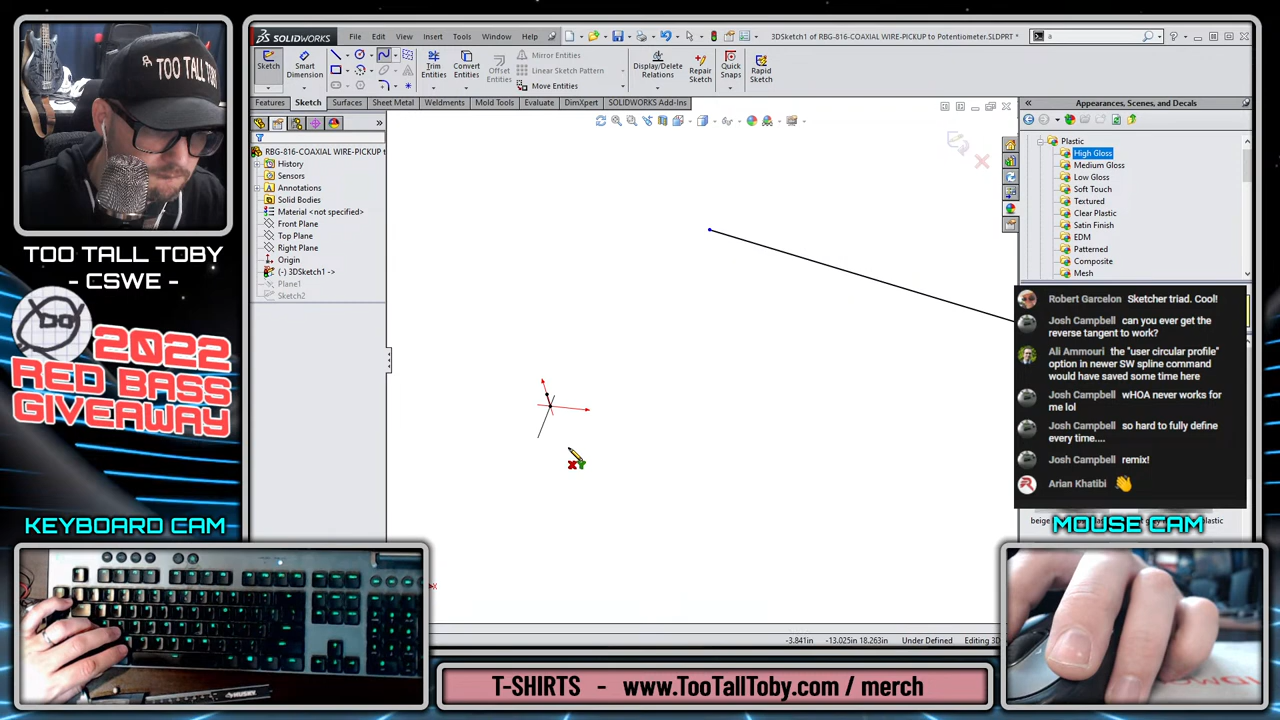 SOLIDWORKS
File
Edit
View
Insert
Tools
Window
Help
3DSketch1 of RBG-816-COAXIAL WIRE-PICKUP to Potentiometer.SLDPRT *
a
Sketch
Smart
Dimension
Trim
Entities
Convert
Entities
Offset
Entities
Mirror Entities
Linear Sketch Pattern
Move Entities
Display/Delete
Relations
Repair
Sketch
Quick
Snaps
Rapid
Sketch
Features
Sketch
Surfaces
Sheet Metal
Weldments
Mold Tools
Evaluate
DimXpert
SOLIDWORKS Add-Ins
RBG-816-COAXIAL WIRE-PICKUP t
History
Sensors
Annotations
Solid Bodies
Material <not specified>
Front Plane
Top Plane
Right Plane
Origin
(-) 3DSketch1 ->
Plane1
Sketch2
Appearances, Scenes, and Decals
Plastic
High Gloss
Medium Gloss
Low Gloss
Soft Touch
Textured
Clear Plastic
Satin Finish
EDM
Patterned
Composite
Mesh
Robert Garcelon Sketcher triad. Cool!
Josh Campbell can you ever get the
reverse tangent to work?
Ali Ammouri the "user circular profile"
option in newer SW spline command
would have saved some time here
Josh Campbell wHOA never works for
me lol
Josh Campbell so hard to fully define
every time....
Josh Campbell remix!
Arian Khatibi
XY
-3.841in -13.025in 18.263in Under Defined Editing 3D
TOO TALL TOBY
TOO TALL TOBY
- CSWE -
2022
RED BASS
GIVEAWAY
KEYBOARD CAM
MOUSE CAM
HUSKY
T-SHIRTS - www.TooTallToby.com / merch